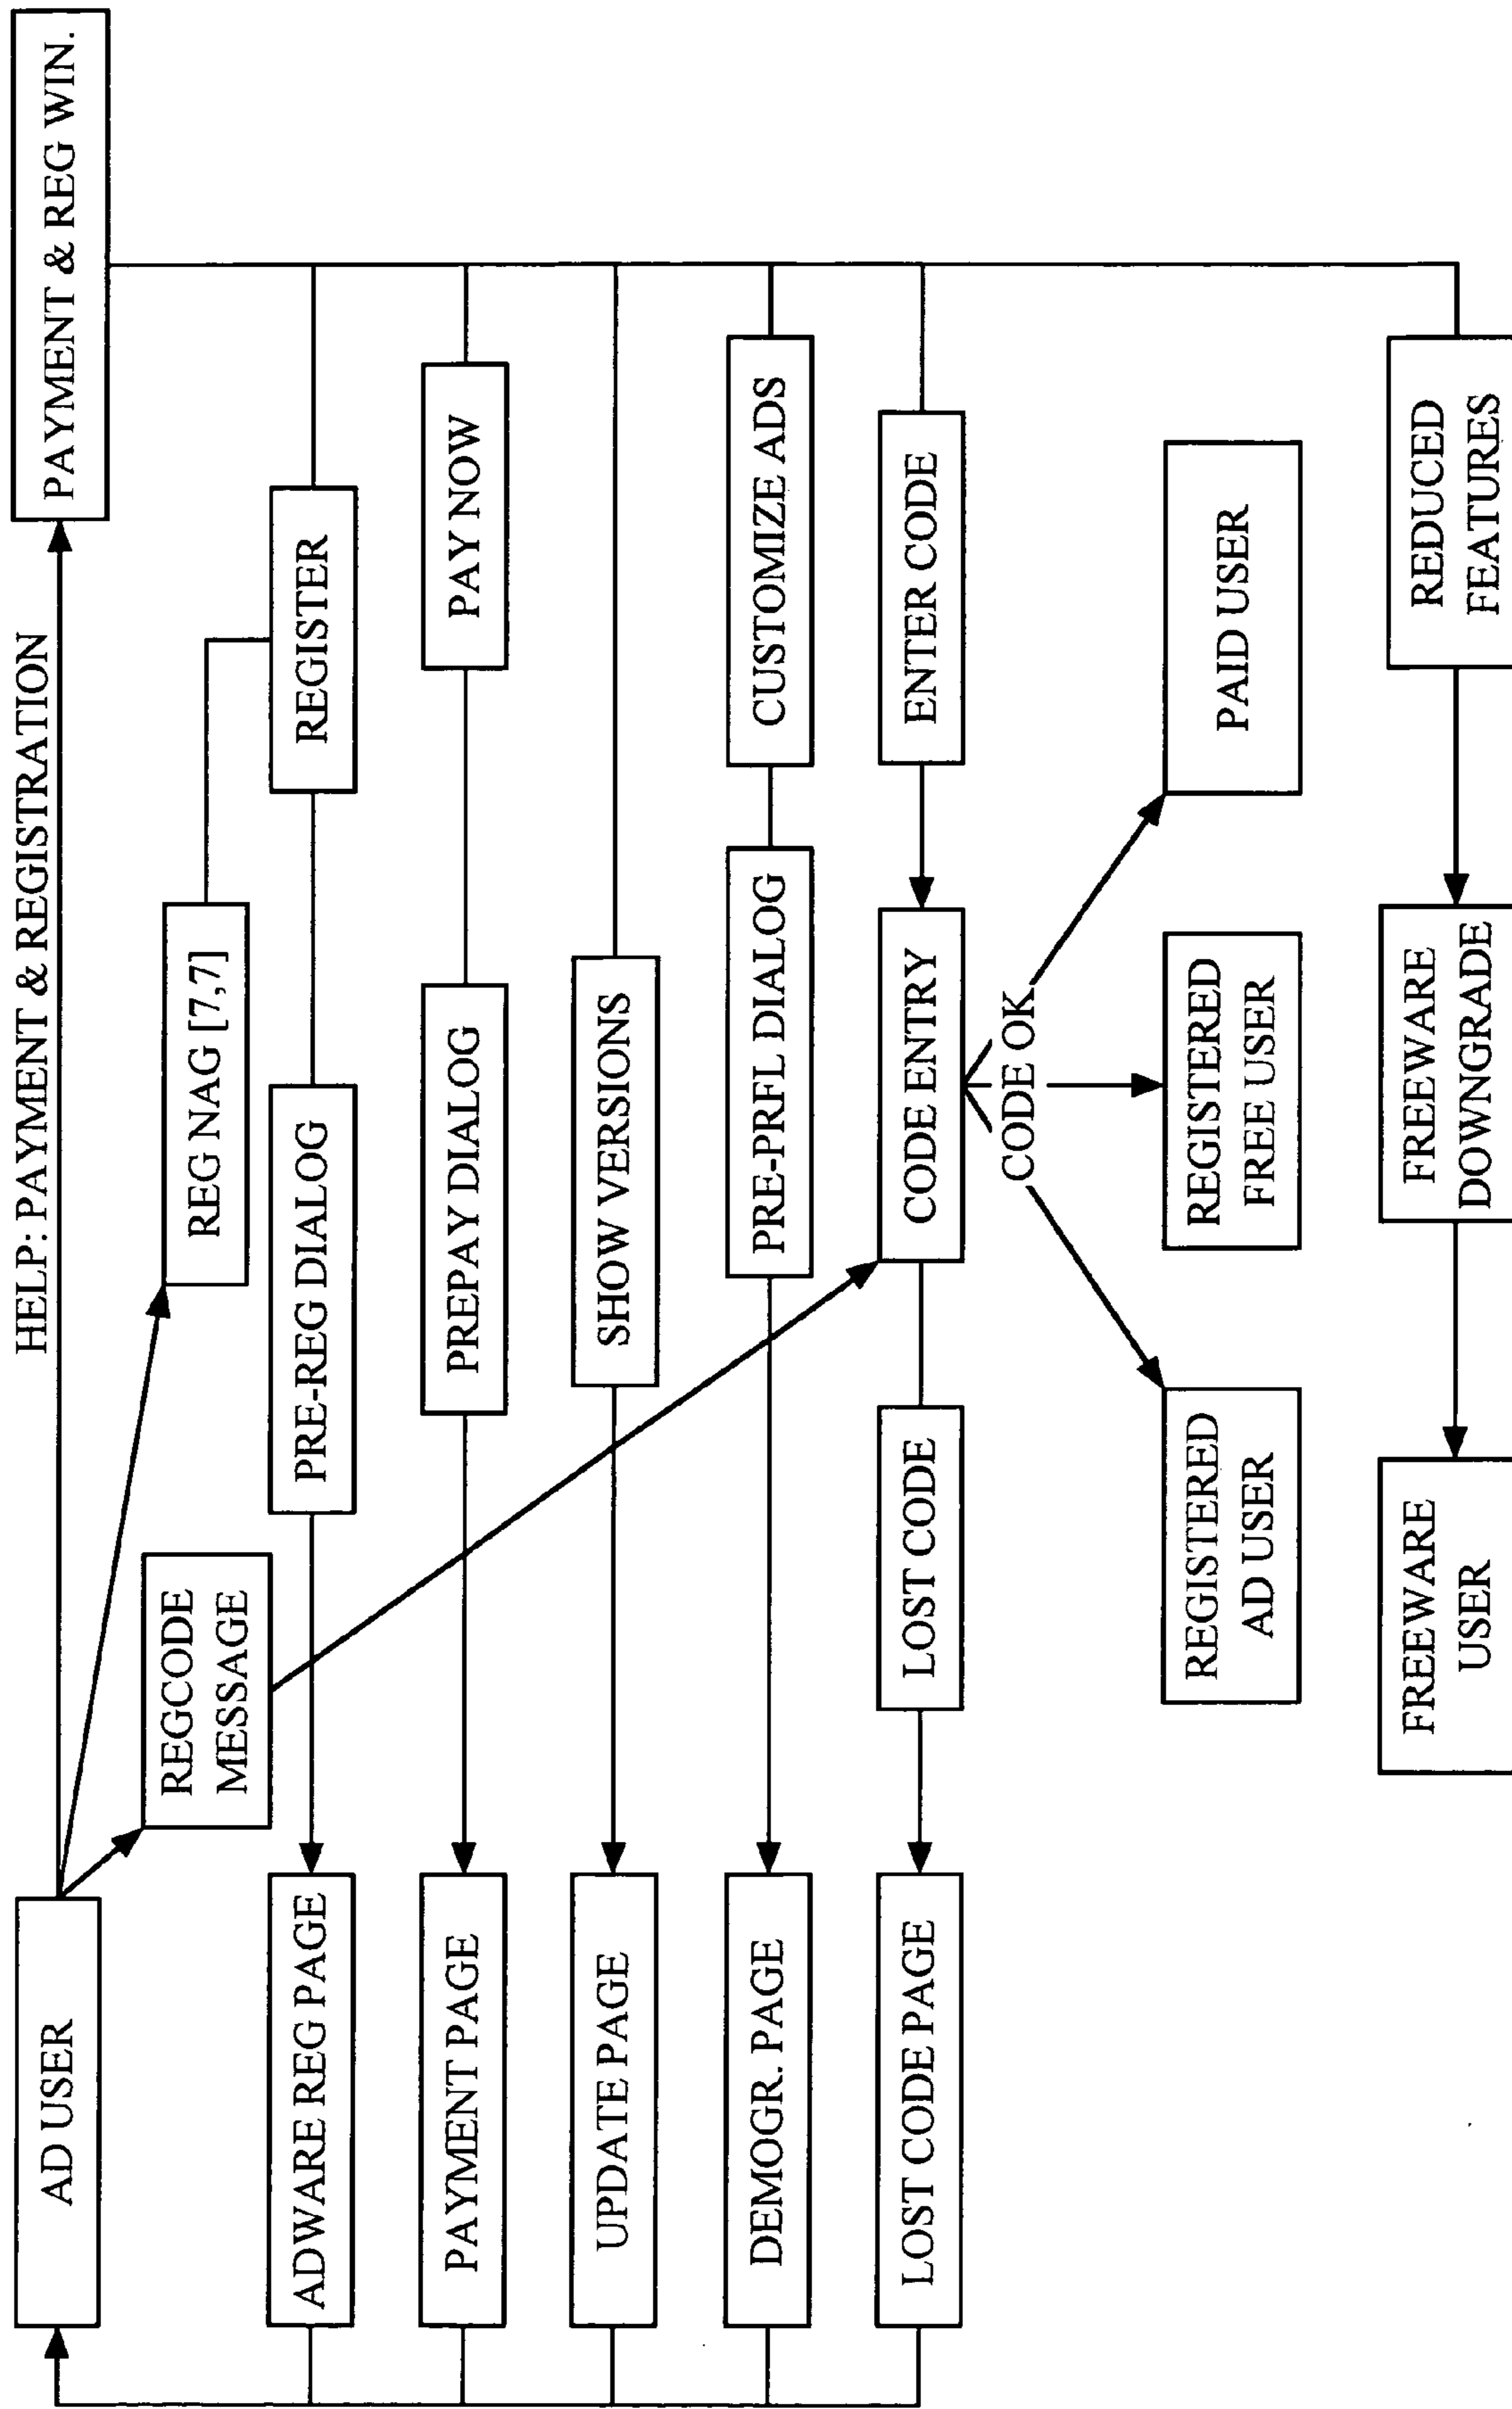 AD USER
HELP: PAYMENT & REGISTRATION
PAYMENT & REG WIN.
REGCODE
MESSAGE
REG NAG [7,7]
ADWARE REG PAGE
PRE-REG DIALOG
REGISTER
PAYMENT PAGE
PREPAY DIALOG
PAY NOW
UPDATE PAGE
SHOW VERSIONS
DEMOGR. PAGE
PRE-PRFL DIALOG
CUSTOMIZE ADS
LOST CODE PAGE
LOST CODE
CODE ENTRY
ENTER CODE
CODE OK
REGISTERED
AD USER
REGISTERED
FREE USER
PAID USER
FREEWARE
USER
FREEWARE
DOWNGRADE
REDUCED
FEATURES